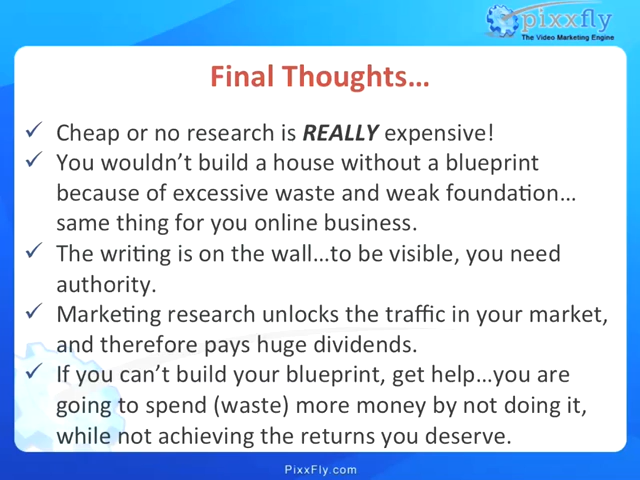 pixxfly
The Video Marketing Engine
Final Thoughts...
Cheap or no research is REALLY expensive!
You wouldn't build a house without a blueprint
because of excessive waste and weak foundation...
same thing for you online business.
The writing is on the wall...to be visible, you need
authority.
Marketing research unlocks the traffic in your market,
and therefore pays huge dividends.
If you can't build your blueprint, get help...you are
going to spend (waste) more money by not doing it,
while not achieving the returns you deserve.
PixxFly.com